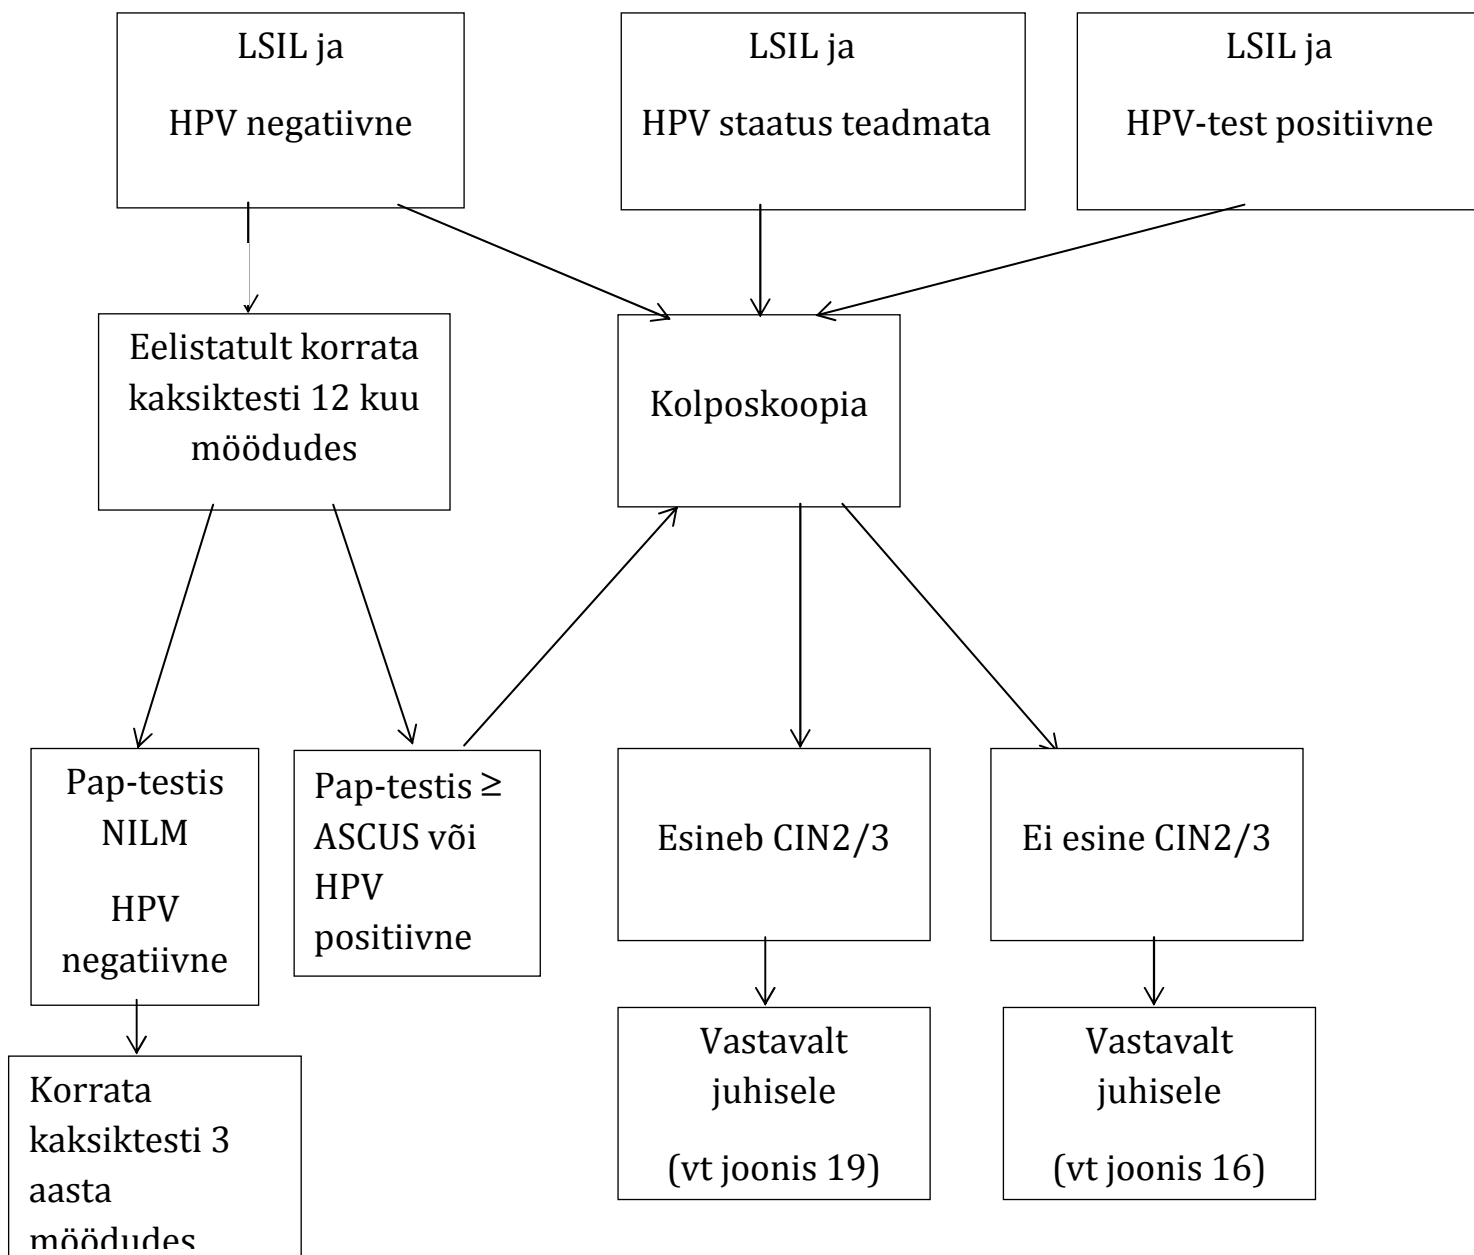 LSIL ja
HPV negatiivne
LSIL ja
HPV staatus teadmata
LSIL ja
HPV-test positiivne
Eelistatult korrata
kaksiktesti 12 kuu
möödudes
Kolposkoopia
Pap-testis
NILM
HPV
negatiivne
Pap-testis ≥
ASCUS või
HPV
positiivne
Esineb CIN2/3
Ei esine CIN2/3
Korrata
kaksiktesti 3
aasta
möödudes
Vastavalt
juhisele
(vt joonis 19)
Vastavalt
juhisele
(vt joonis 16)